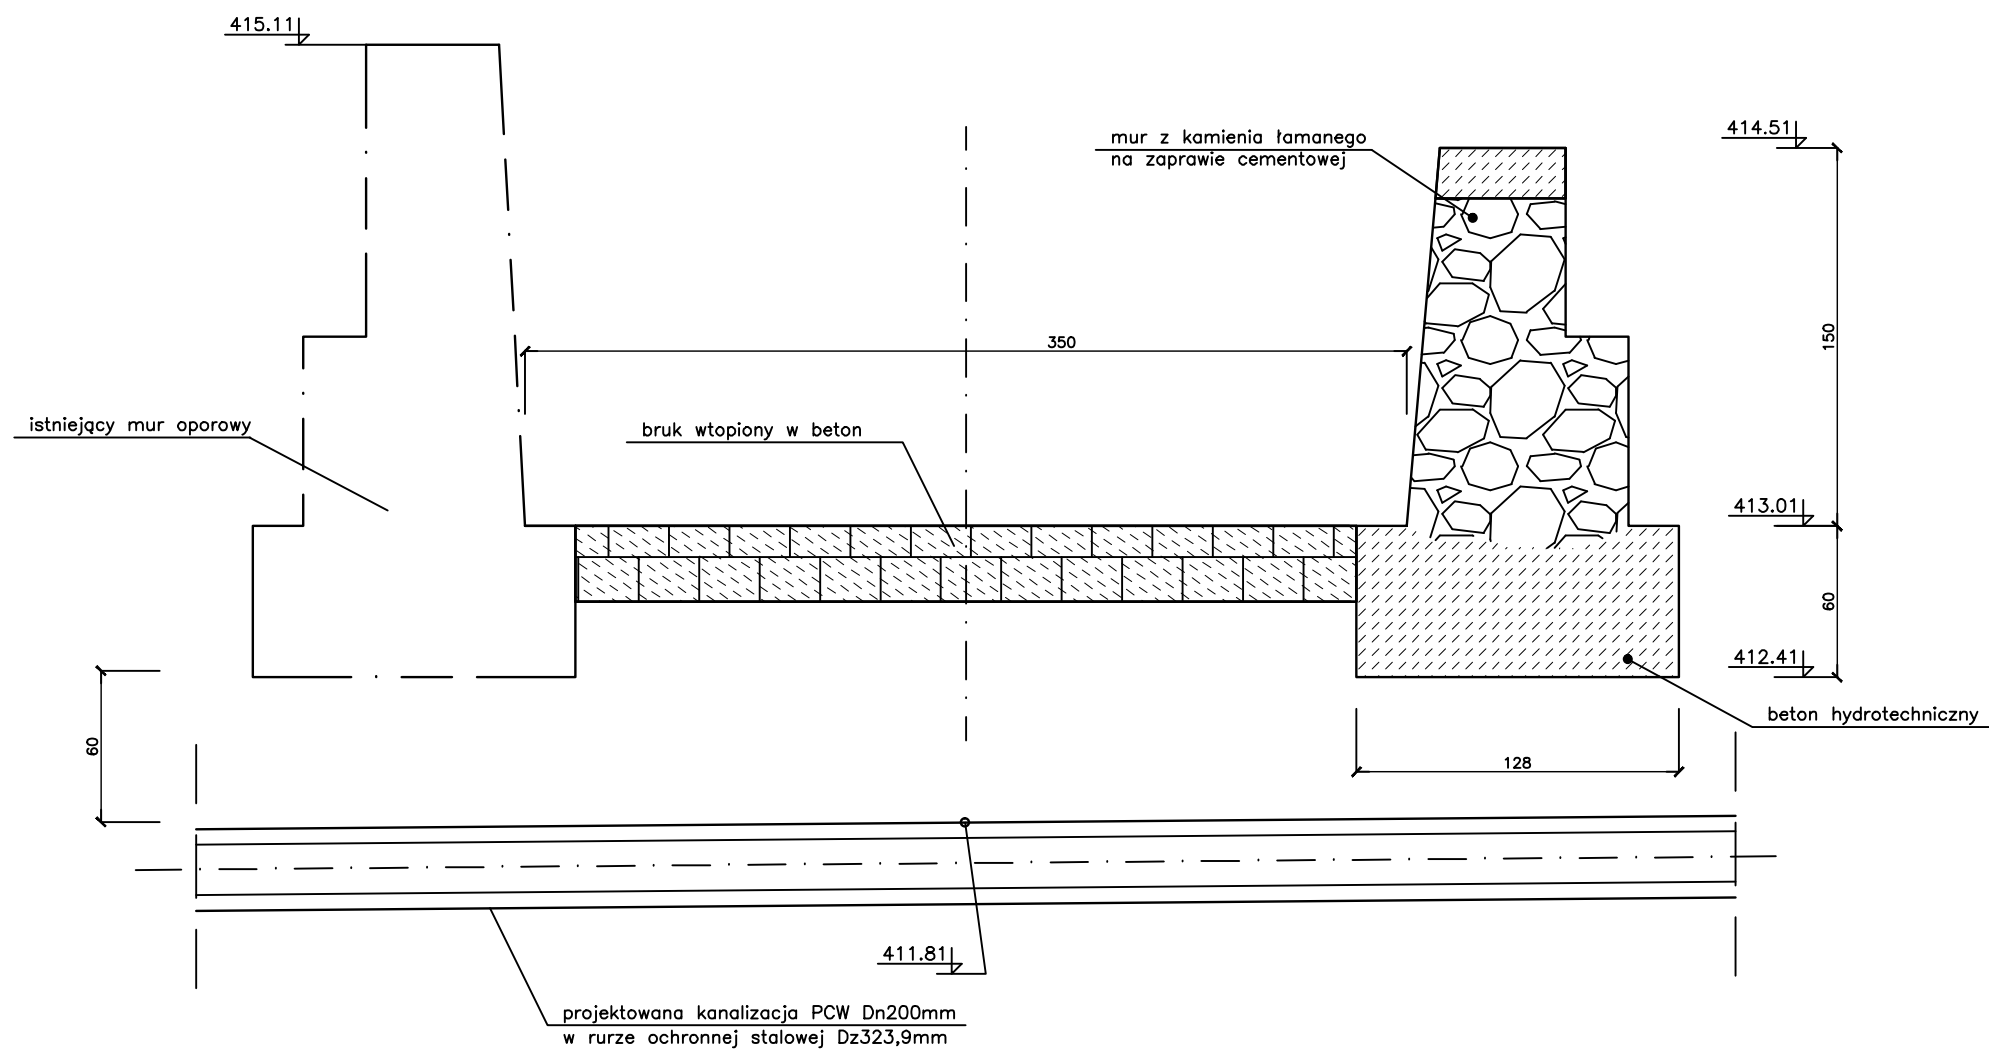 415.11
414.51
mur z kamienia łamanego
na zaprawie cementowej
350
150
istniejący mur oporowy
bruk wtopiony w beton
413.01
60
412.41
beton hydrotechniczny
60
128
411.81
projektowana kanalizacja PCW Dn200mm
w rurze ochronnej stalowej Dz323,9mm